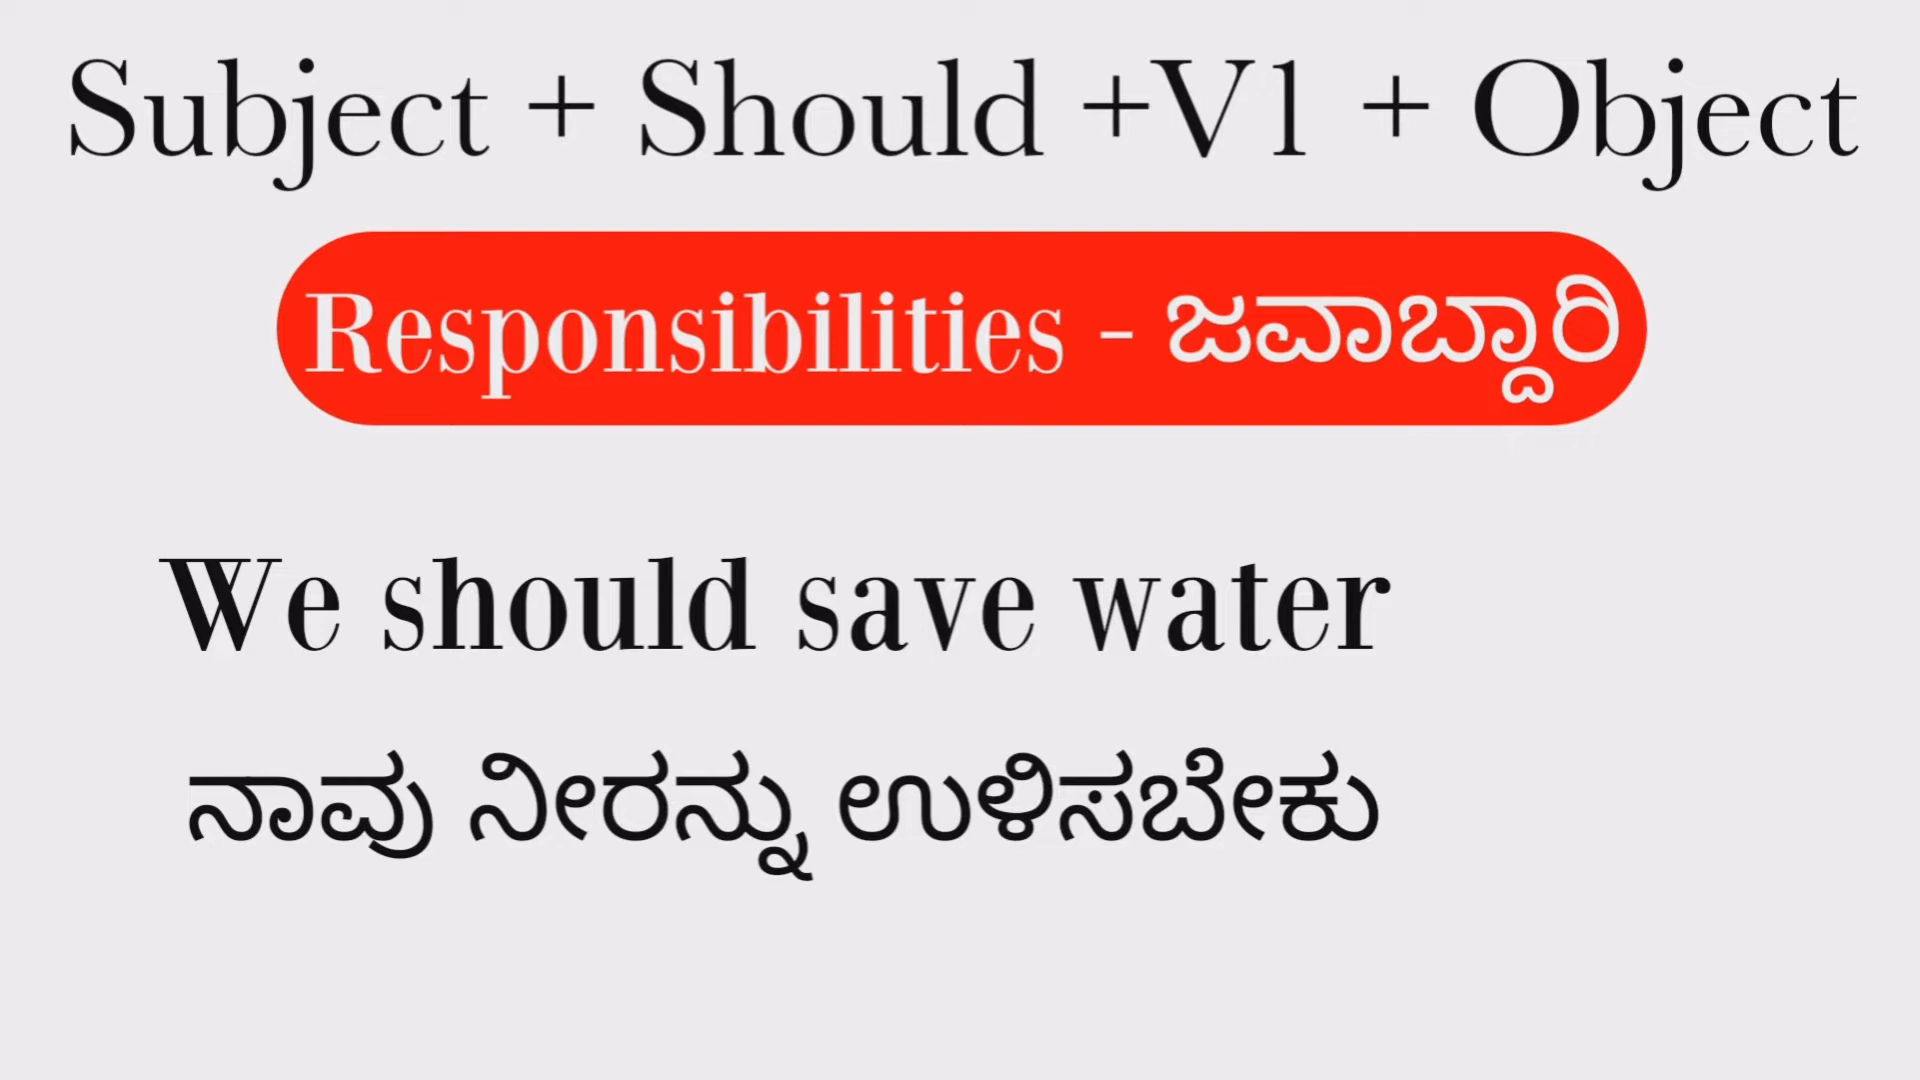 Subject + Should +V1 + Object
Responsibilities - ಜವಾಬ್ದಾರಿ
We should save water
ನಾವು ನೀರನ್ನು ಉಳಿಸಬೇಕು